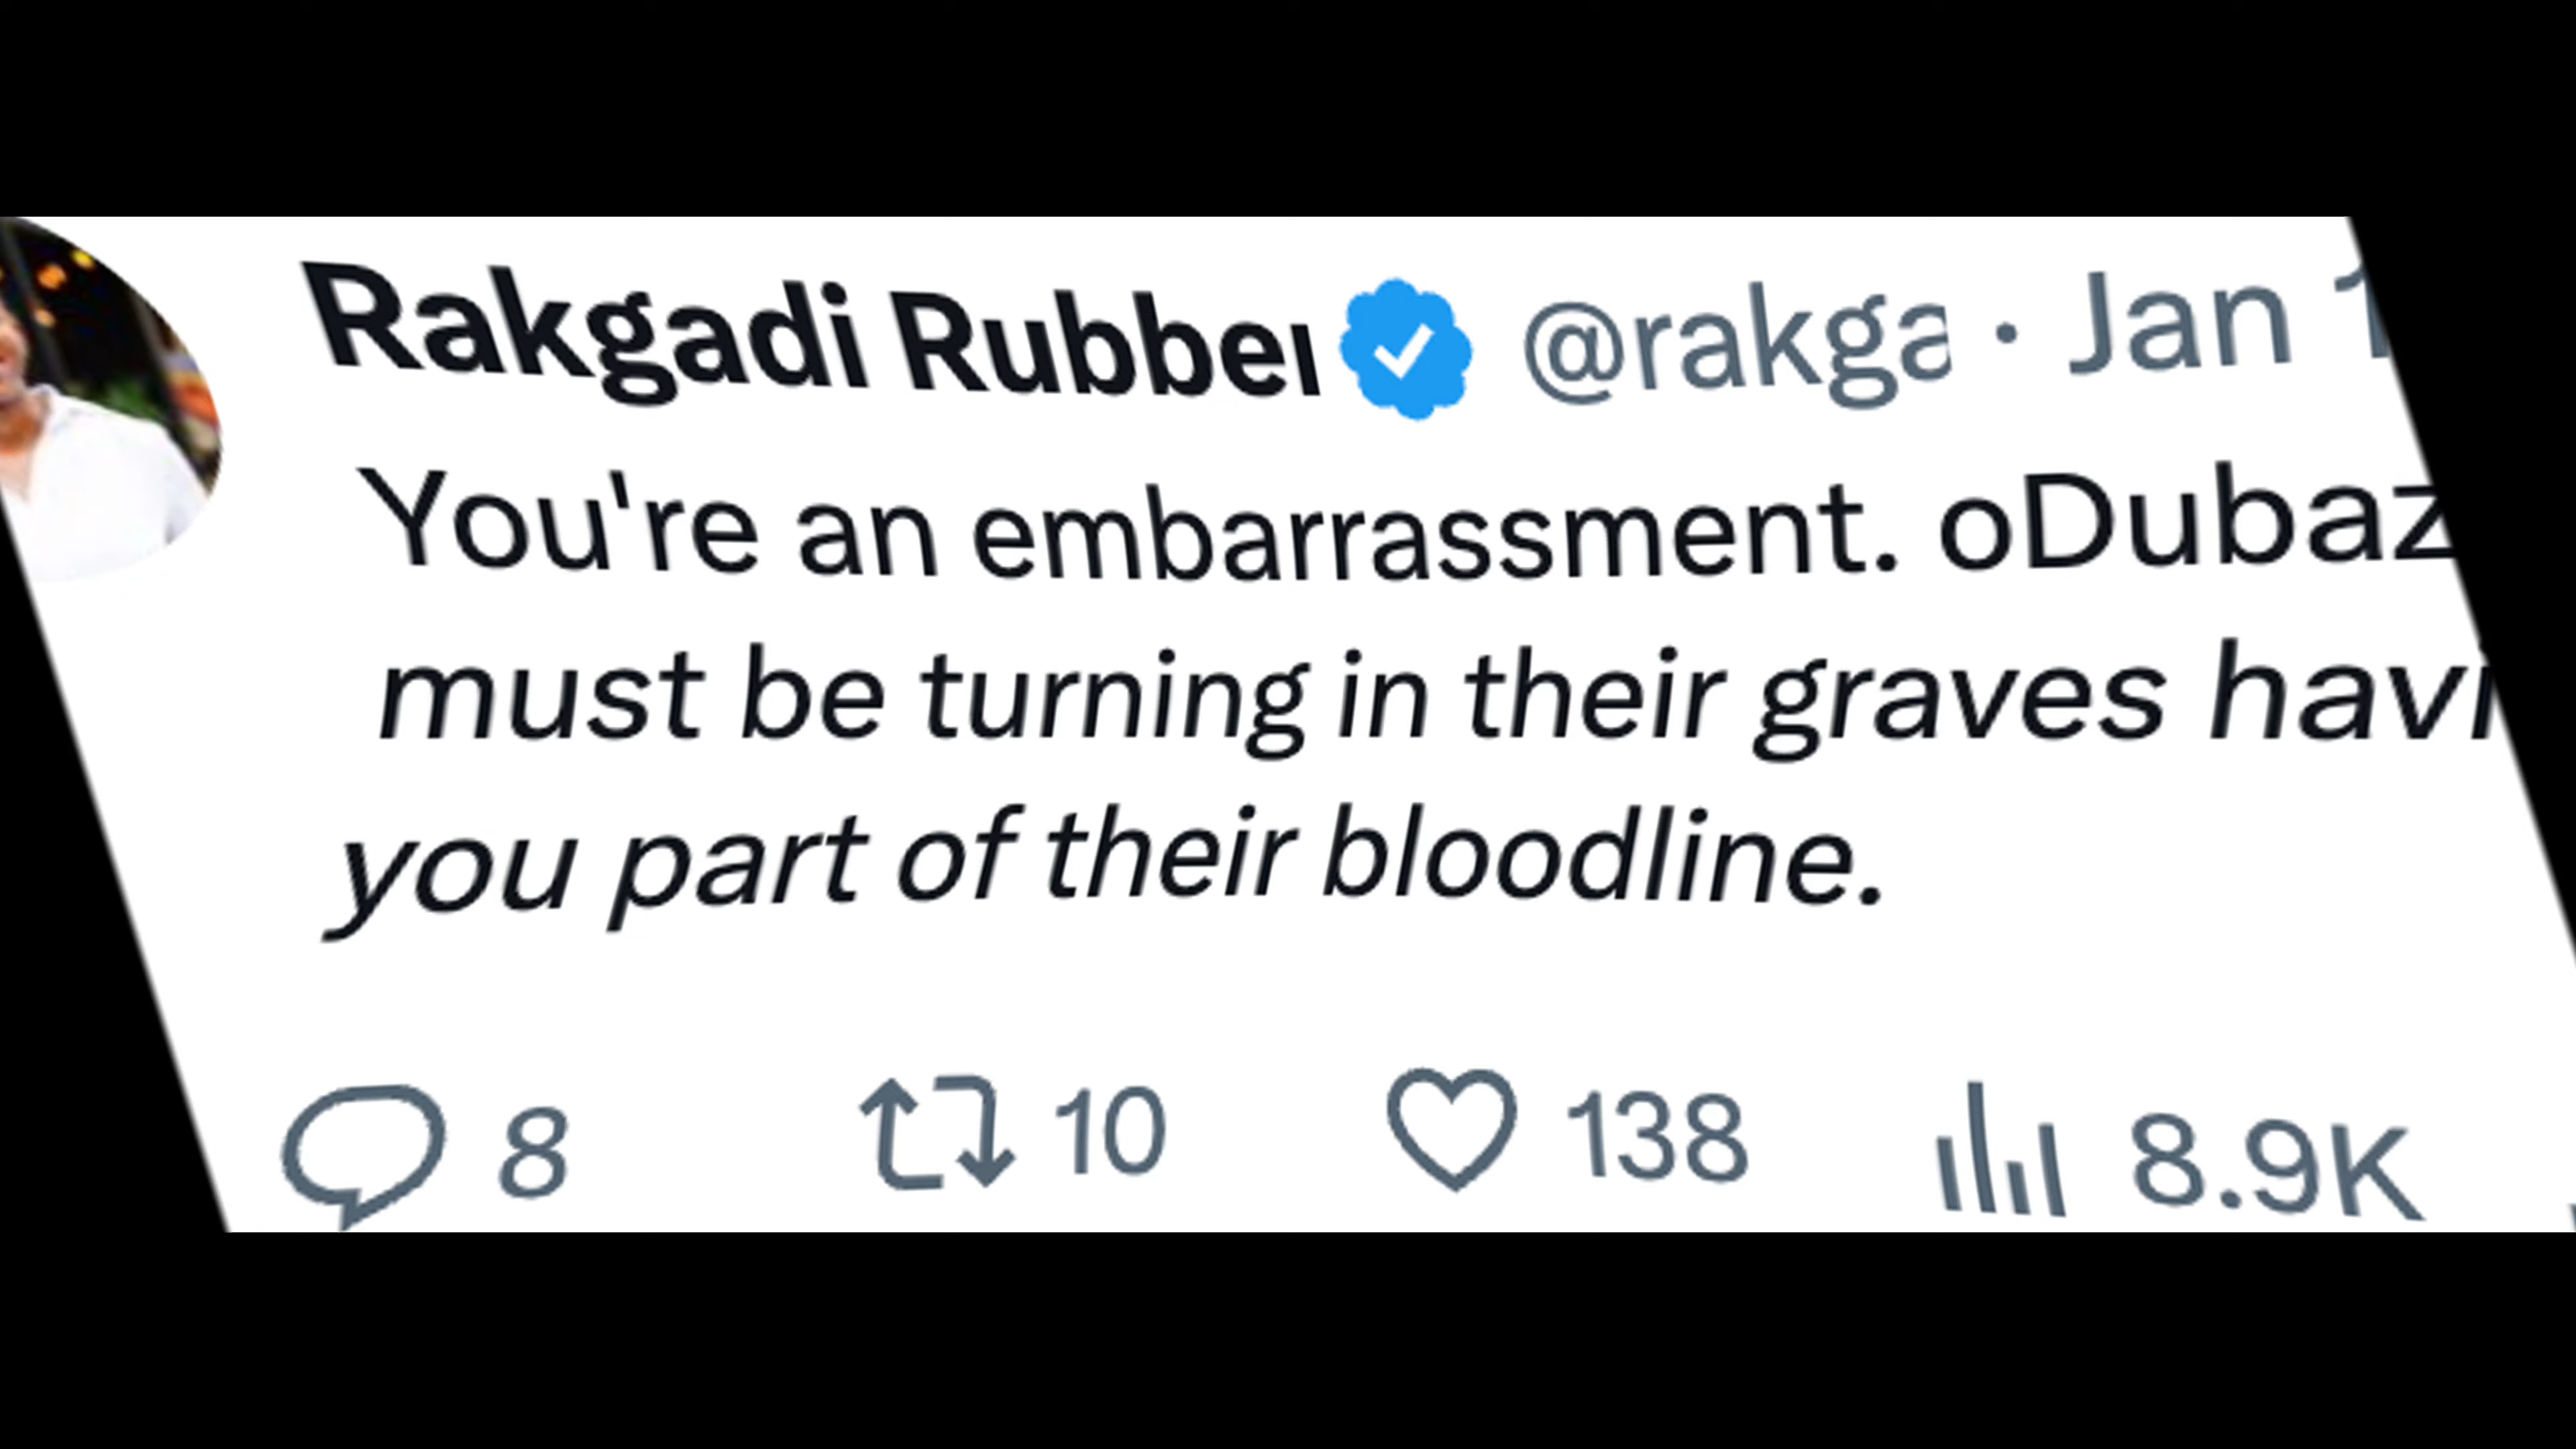 Rakgadi Rubber @rakga · Jan 1
You're an embarrassment. oDubaz
must be turning in their graves havi
you part of their bloodline.
8 10 138 8.9K